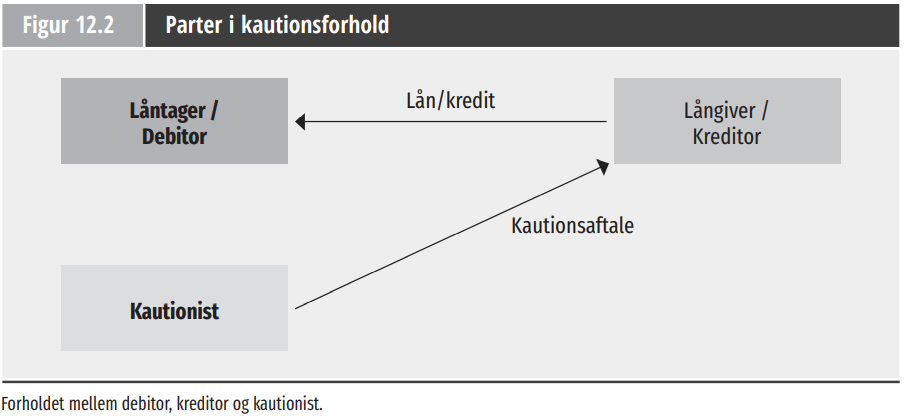 Figur 12.2 Parter i kautionsforhold
Låntager /
Debitor
Lån/kredit
Långiver /
Kreditor
Kautionsaftale
Kautionist
Forholdet mellem debitor, kreditor og kautionist.